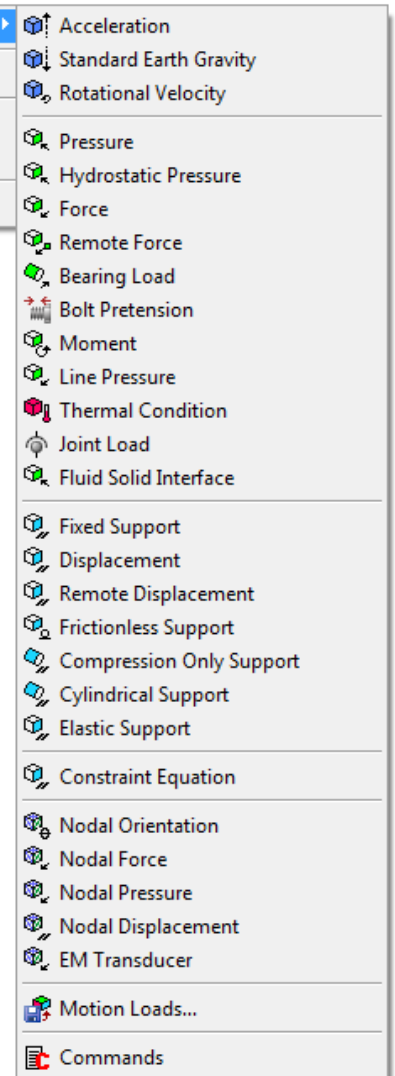 Acceleration
Standard Earth Gravity
Rotational Velocity
Pressure
Hydrostatic Pressure
Force
Remote Force
Bearing Load
Bolt Pretension
Moment
Line Pressure
Thermal Condition
Joint Load
Fluid Solid Interface
Fixed Support
Displacement
Remote Displacement
Frictionless Support
Compression Only Support
Cylindrical Support
Elastic Support
Constraint Equation
Nodal Orientation
Nodal Force
Nodal Pressure
Nodal Displacement
EM Transducer
Motion Loads...
Commands